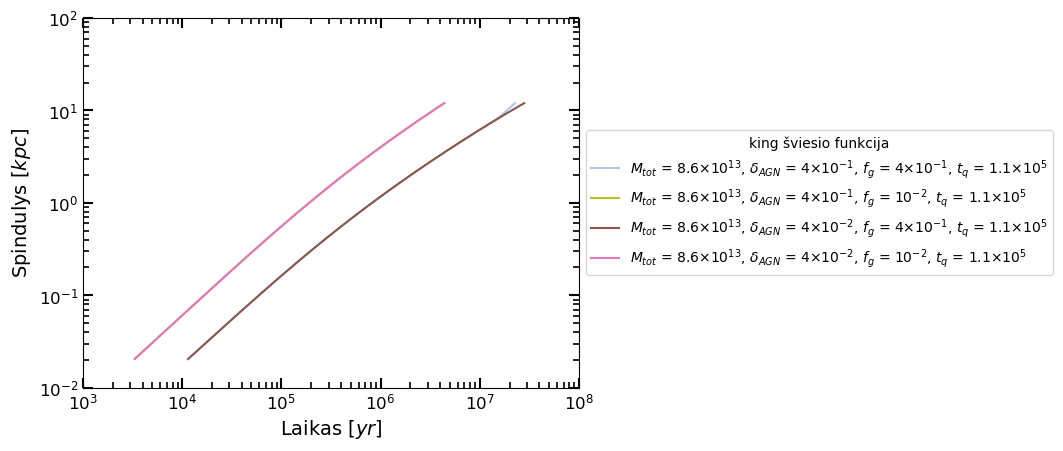 10²
10¹
10⁰
10⁻¹
10⁻²
Spindulys [kpc]
10³ 10⁴ 10⁵ 10⁶ 10⁷ 10⁸
Laikas [yr]
king šviesio funkcija
M_tot = 8.6×10¹³, δ_AGN = 4×10⁻¹, f_g = 4×10⁻¹, t_q = 1.1×10⁵
M_tot = 8.6×10¹³, δ_AGN = 4×10⁻¹, f_g = 10⁻², t_q = 1.1×10⁵
M_tot = 8.6×10¹³, δ_AGN = 4×10⁻², f_g = 4×10⁻¹, t_q = 1.1×10⁵
M_tot = 8.6×10¹³, δ_AGN = 4×10⁻², f_g = 10⁻², t_q = 1.1×10⁵